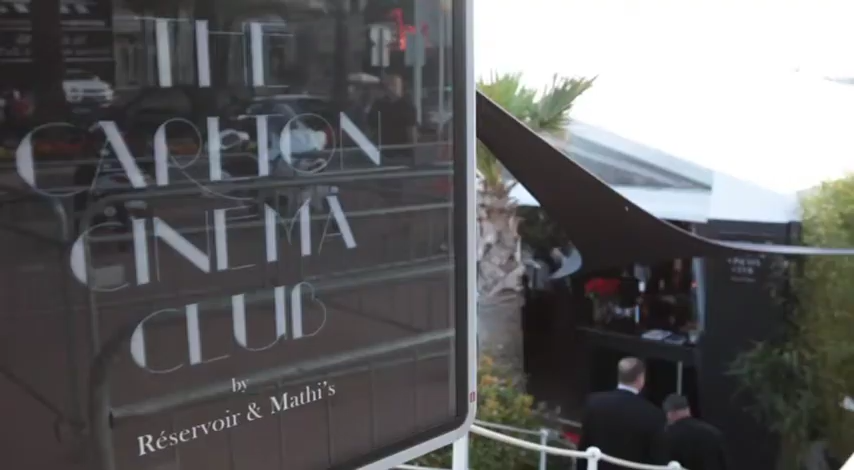 THE
CARLTON
CINEMA
CLUB
by
Réservoir & Mathi's